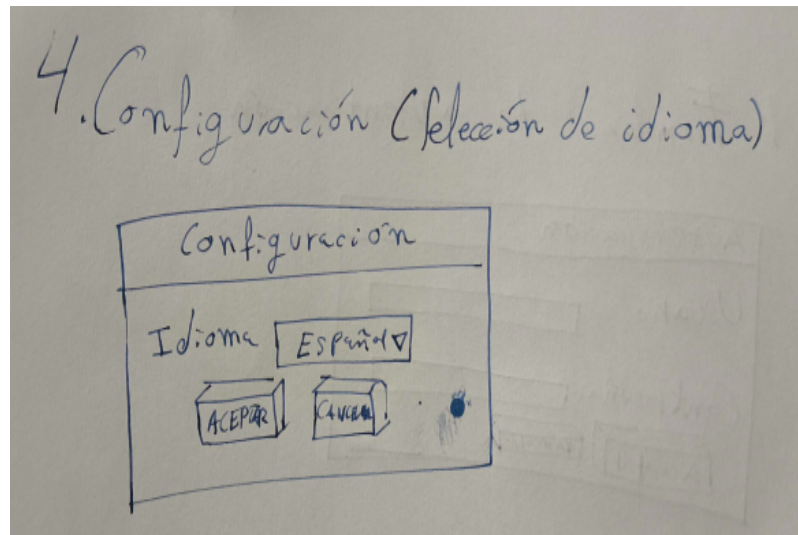 4. Configuración (Selección de idioma)
Configuración
Idioma Español
ACEPTAR CANCELAR